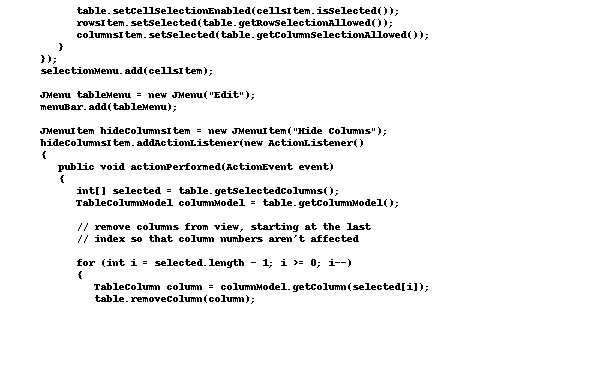 table.setCellSelectionEnabled(cellsItem.isSelected());
rowsItem.setSelected(table.getRowSelectionAllowed());
columnsItem.setSelected(table.getColumnSelectionAllowed());
}
});
selectionMenu.add(cellsItem);
JMenu tableMenu = new JMenu("Edit");
menuBar.add(tableMenu);
JMenuItem hideColumnsItem = new JMenuItem("Hide Columns");
hideColumnsItem.addActionListener(new ActionListener()
{
public void actionPerformed(ActionEvent event)
{
int[] selected = table.getSelectedColumns();
TableColumnModel columnModel = table.getColumnModel();
// remove columns from view, starting at the last
// index so that column numbers aren't affected
for (int i = selected.length - 1; i >= 0; i--)
{
TableColumn column = columnModel.getColumn(selected[i]);
table.removeColumn(column);